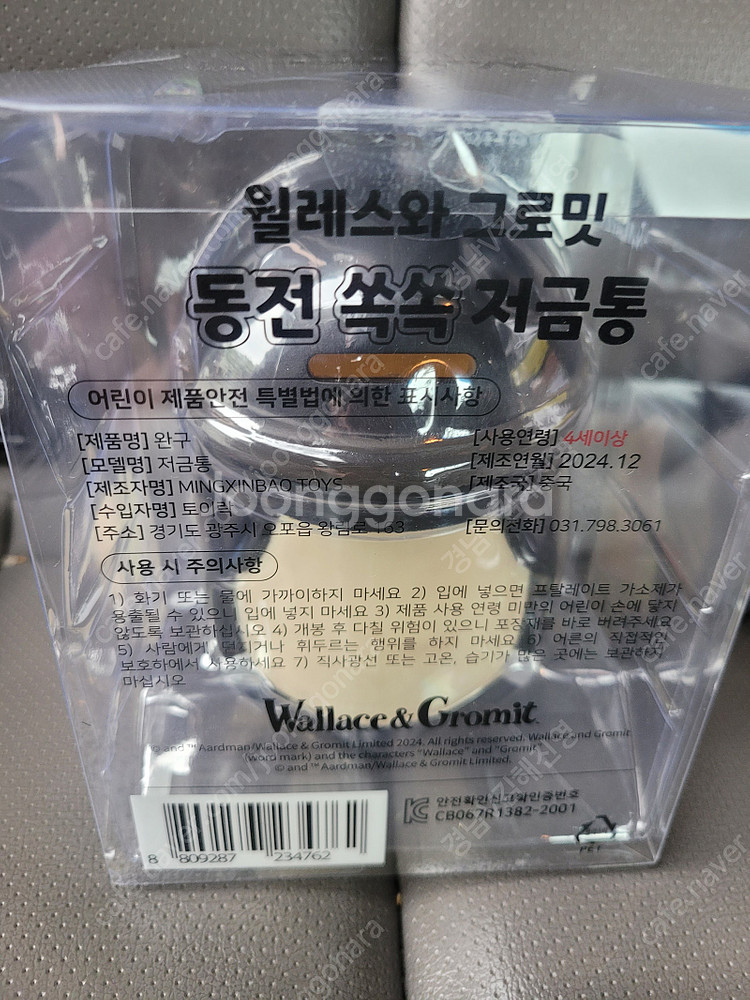 월레스와 그로밋
동전 쏙쏙 저금통
어린이 제품안전 특별법에 의한 표시사항
[제품명] 완구
[모델명] 저금통
[제조자명] MINGXINBAO TOYS
[수입자명] 토이락
[주소] 경기도 광주시 오포읍 왕림로 163
[사용연령] 4세이상
[제조연월] 2024.12
[제조국] 중국
[문의전화] 031.798.3061
사용 시 주의사항
1) 화기 또는 물에 가까이하지 마세요 2) 입에 넣으면 프탈레이트 가소제가
용출될 수 있으니 입에 넣지 마세요 3) 제품 사용 연령 미만의 어린이 손에 닿지
않도록 보관하십시오 4) 개봉 후 다칠 위험이 있으니 포장재를 바로 버려주세요
5) 사람에게 던지거나 휘두르는 행위를 하지 마세요 6) 어른의 직접적인
보호하에서 사용하세요 7) 직사광선 또는 고온, 습기가 많은 곳에는 보관하지
마십시오
Wallace & Gromit
© and ™ Aardman/Wallace & Gromit Limited 2024. All rights reserved. Wallace and Gromit
(word mark) and the characters "Wallace" and "Gromit"
© and ™ Aardman/Wallace & Gromit Limited.
안전확인신고확인증번호
CB067R1382-2001
8 809287 234762
PET
bonggonara
cafe.naver